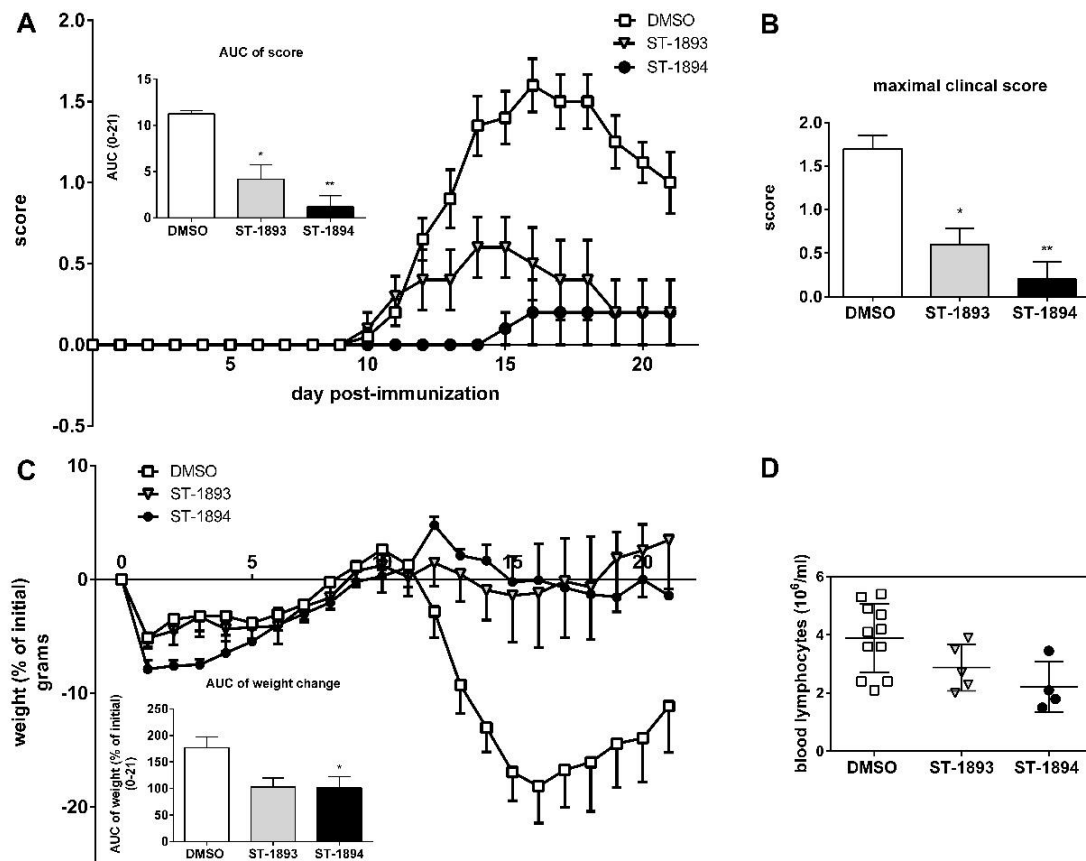 A
2.0
1.5
1.0
0.5
0.0
-0.5
score
5
10
15
20
day post-immunization
DMSO
ST-1893
ST-1894
AUC of score
AUC (0-21)
15
10
5
0
*
**
DMSO
ST-1893
ST-1894
B
maximal clincal score
score
2.0
1.5
1.0
0.5
0.0
*
**
DMSO
ST-1893
ST-1894
C
10
0
-10
-20
weight (% of initial)
grams
DMSO
ST-1893
ST-1894
0
5
10
15
20
AUC of weight change
AUC of weight (% of initial)
(0-21)
250
200
150
100
50
0
*
DMSO
ST-1893
ST-1894
D
blood lymphocytes (10⁶/ml)
6
4
2
0
DMSO
ST-1893
ST-1894